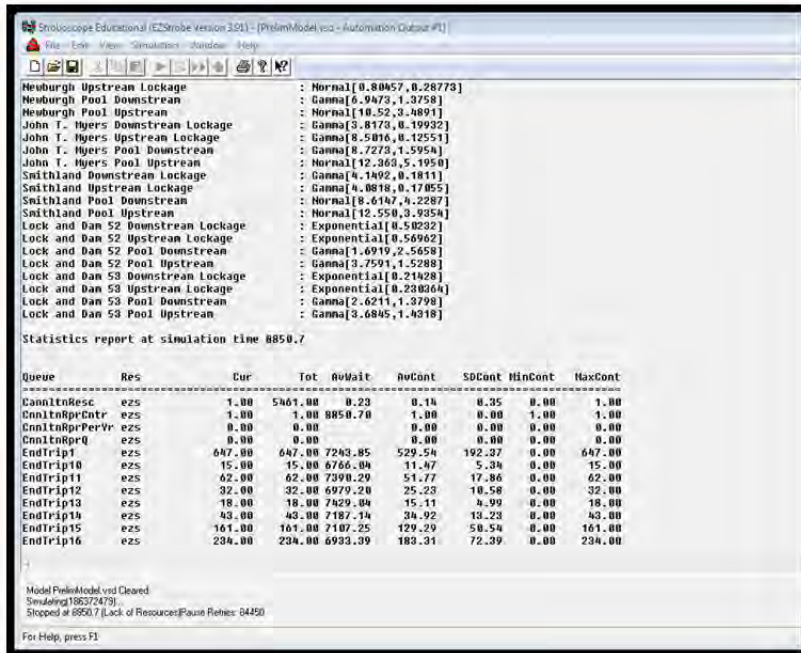 Stroboscope Educational (EZStrobe Version 3.91) - [PrelimModel.vsd - Automation Output #1]
File Edit View Simulation Window Help
Newburgh Upstream Lockage : Normal[0.80457,0.28773]
Newburgh Pool Downstream : Gamma[6.9473,1.3758]
Newburgh Pool Upstream : Normal[10.52,3.4891]
John T. Myers Downstream Lockage : Gamma[3.8173,0.19932]
John T. Myers Upstream Lockage : Gamma[8.5016,0.12551]
John T. Myers Pool Downstream : Gamma[8.7273,1.5954]
John T. Myers Pool Upstream : Normal[12.363,5.1950]
Smithland Downstream Lockage : Gamma[4.1492,0.1811]
Smithland Upstream Lockage : Gamma[4.0818,0.17055]
Smithland Pool Downstream : Normal[8.6147,4.2287]
Smithland Pool Upstream : Normal[12.550,3.9354]
Lock and Dam 52 Downstream Lockage : Exponential[0.50232]
Lock and Dam 52 Upstream Lockage : Exponential[0.56962]
Lock and Dam 52 Pool Downstream : Gamma[1.6919,2.5658]
Lock and Dam 52 Pool Upstream : Gamma[3.7591,1.5288]
Lock and Dam 53 Downstream Lockage : Exponential[0.21428]
Lock and Dam 53 Upstream Lockage : Exponential[0.230364]
Lock and Dam 53 Pool Downstream : Gamma[2.6211,1.3798]
Lock and Dam 53 Pool Upstream : Gamma[3.6845,1.4318]
Statistics report at simulation time 8850.7
Queue Res Cur Tot AvWait AvCont SDCont MinCont MaxCont
CannltnResc ezs 1.00 5461.00 0.23 0.14 0.35 0.00 1.00
CnnltnRprCntr ezs 1.00 1.00 8850.70 1.00 0.00 1.00 1.00
CnnltnRprPerYr ezs 0.00 0.00 0.00 0.00 0.00 0.00
CnnltnRprQ ezs 0.00 0.00 0.00 0.00 0.00 0.00
EndTrip1 ezs 647.00 647.00 7243.85 529.54 192.37 0.00 647.00
EndTrip10 ezs 15.00 15.00 6766.04 11.47 5.34 0.00 15.00
EndTrip11 ezs 62.00 62.00 7390.29 51.77 17.86 0.00 62.00
EndTrip12 ezs 32.00 32.00 6979.20 25.23 10.58 0.00 32.00
EndTrip13 ezs 18.00 18.00 7429.04 15.11 4.99 0.00 18.00
EndTrip14 ezs 43.00 43.00 7187.14 34.92 13.23 0.00 43.00
EndTrip15 ezs 161.00 161.00 7107.25 129.29 50.54 0.00 161.00
EndTrip16 ezs 234.00 234.00 6933.39 183.31 72.39 0.00 234.00
Model PrelimModel.vsd Cleared
Simulating(186372479)...
Stopped at 8850.7 (Lack of Resources)Pause Retries: 84450
For Help, press F1